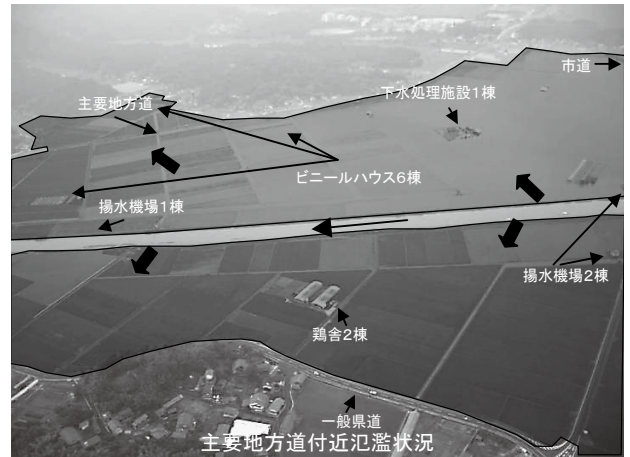 市道
主要地方道
下水処理施設1棟
ビニールハウス6棟
揚水機場1棟
揚水機場2棟
鶏舎2棟
一般県道
主要地方道付近氾濫状況